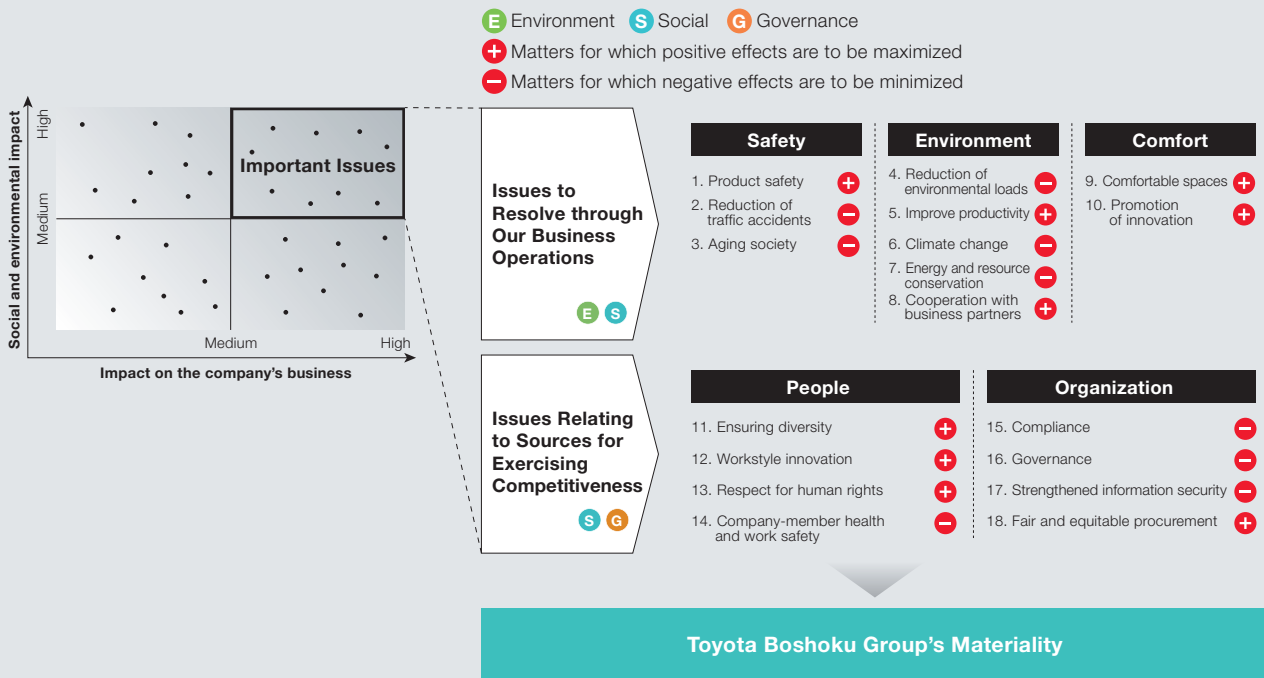 E Environment S Social G Governance
+ Matters for which positive effects are to be maximized
− Matters for which negative effects are to be minimized
Social and environmental impact
High
Medium
Important Issues
Medium
High
Impact on the company's business
Issues to
Resolve through
Our Business
Operations
E S
Safety
1. Product safety +
2. Reduction of
traffic accidents −
3. Aging society −
Environment
4. Reduction of
environmental loads −
5. Improve productivity +
6. Climate change −
7. Energy and resource
conservation −
8. Cooperation with
business partners +
Comfort
9. Comfortable spaces +
10. Promotion
of innovation +
Issues Relating
to Sources for
Exercising
Competitiveness
S G
People
11. Ensuring diversity +
12. Workstyle innovation +
13. Respect for human rights +
14. Company-member health
and work safety −
Organization
15. Compliance −
16. Governance −
17. Strengthened information security −
18. Fair and equitable procurement +
Toyota Boshoku Group's Materiality